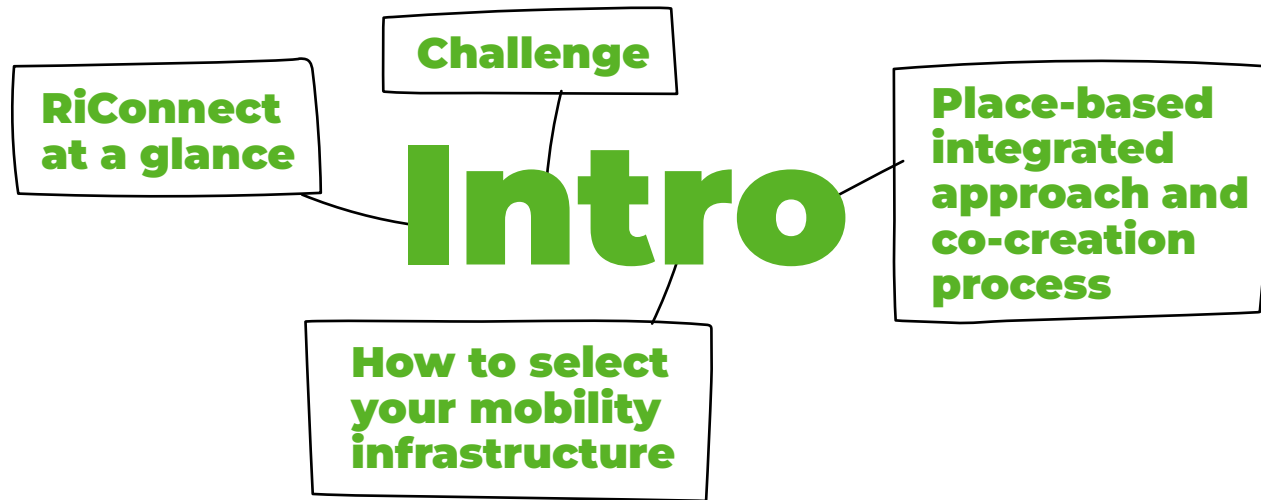 Challenge
RiConnect
at a glance
Intro
Place-based
integrated
approach and
co-creation
process
How to select
your mobility
infrastructure